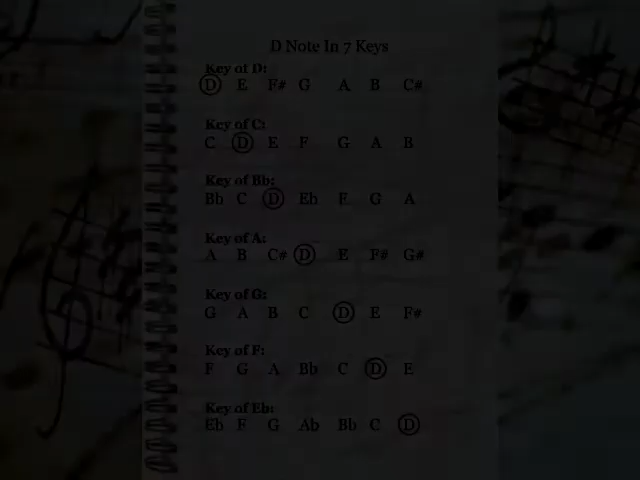 D Note In 7 Keys
Key of D:
D E F# G A B C#
Key of C:
C D E F G A B
Key of Bb:
Bb C D Eb F G A
Key of A:
A B C# D E F# G#
Key of G:
G A B C D E F#
Key of F:
F G A Bb C D E
Key of Eb:
Eb F G Ab Bb C D